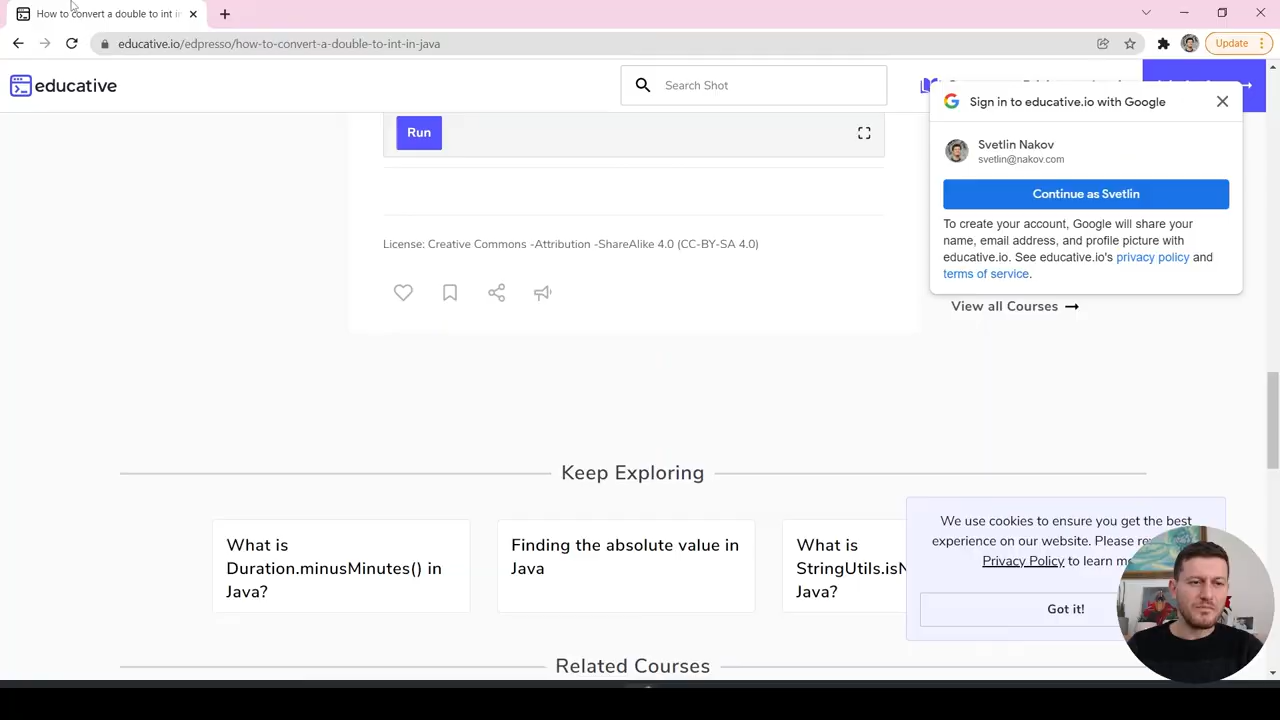 How to convert a double to int in
educative.io/edpresso/how-to-convert-a-double-to-int-in-java
Update
educative
Search Shot
Sign in to educative.io with Google
Svetlin Nakov
svetlin@nakov.com
Continue as Svetlin
To create your account, Google will share your
name, email address, and profile picture with
educative.io. See educative.io's privacy policy and
terms of service.
Run
License: Creative Commons -Attribution -ShareAlike 4.0 (CC-BY-SA 4.0)
View all Courses
Keep Exploring
What is
Duration.minusMinutes() in
Java?
Finding the absolute value in
Java
What is
StringUtils.isN
Java?
We use cookies to ensure you get the best
experience on our website. Please re
Privacy Policy to learn m
Got it!
Related Courses